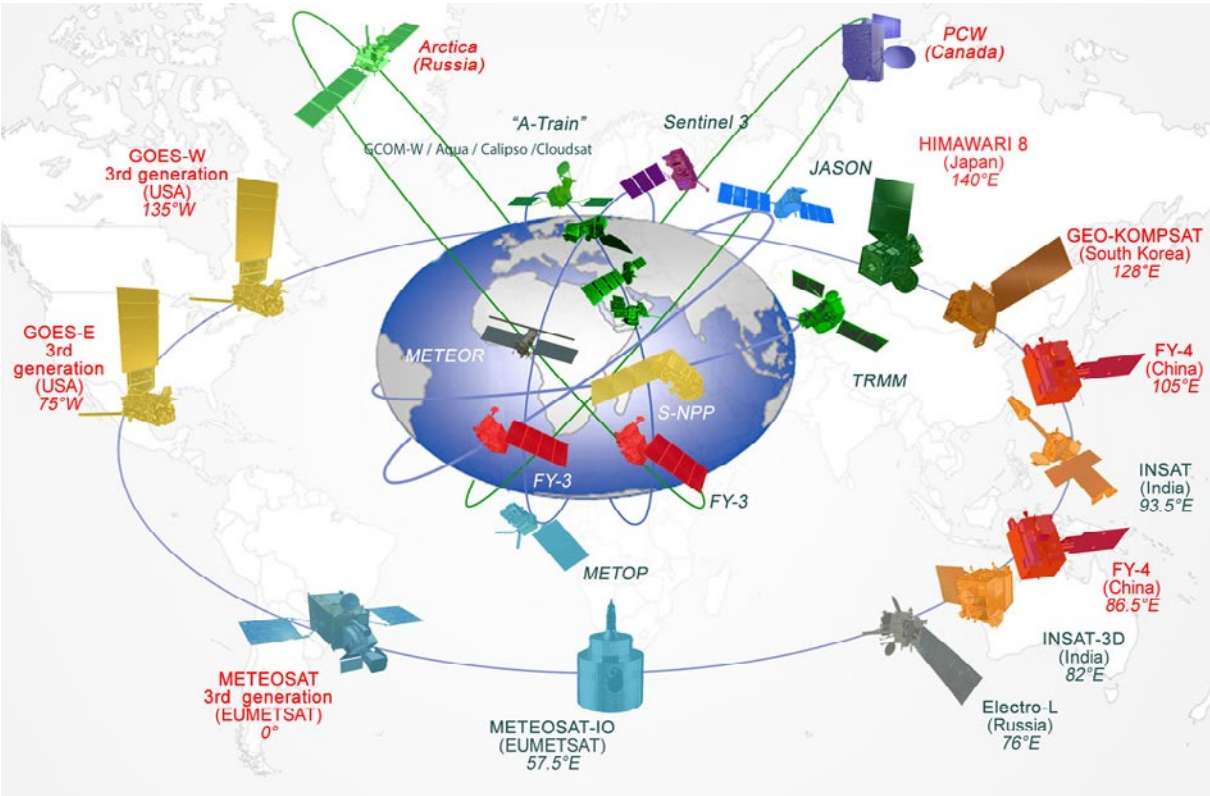 Arctica
(Russia)
PCW
(Canada)
"A-Train"
GCOM-W / Aqua / Calipso /Cloudsat
Sentinel 3
JASON
HIMAWARI 8
(Japan)
140°E
GOES-W
3rd generation
(USA)
135°W
GEO-KOMPSAT
(South Korea)
128°E
GOES-E
3rd
generation
(USA)
75°W
METEOR
TRMM
FY-4
(China)
105°E
S-NPP
FY-3
FY-3
INSAT
(India)
93.5°E
METOP
FY-4
(China)
86.5°E
INSAT-3D
(India)
82°E
METEOSAT
3rd generation
(EUMETSAT)
0°
METEOSAT-IO
(EUMETSAT)
57.5°E
Electro-L
(Russia)
76°E